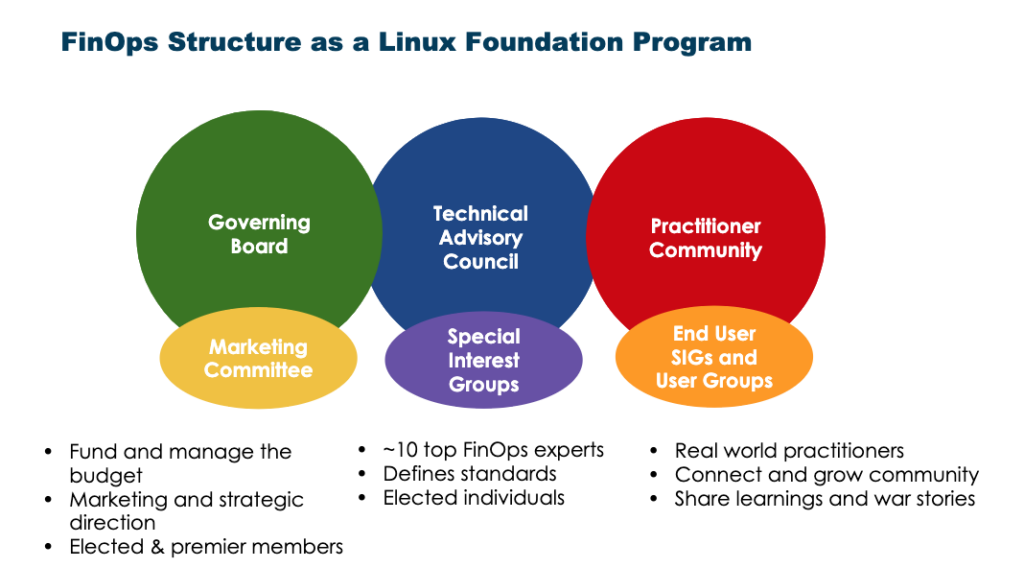 FinOps Structure as a Linux Foundation Program
Governing
Board
Technical
Advisory
Council
Practitioner
Community
Marketing
Committee
Special
Interest
Groups
End User
SIGs and
User Groups
• Fund and manage the
budget
• Marketing and strategic
direction
• Elected & premier members
• ~10 top FinOps experts
• Defines standards
• Elected individuals
• Real world practitioners
• Connect and grow community
• Share learnings and war stories